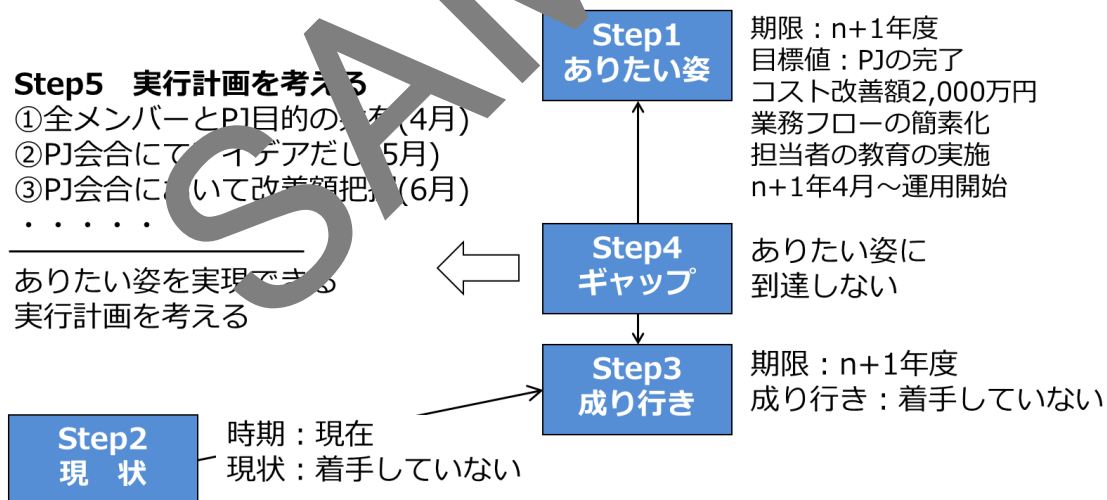 Step1
ありたい姿
期限：n+1年度
目標値：PJの完了
コスト改善額2,000万円
業務フローの簡素化
担当者の教育の実施
n+1年4月～運用開始
Step5 実行計画を考える
①全メンバーとPJ目的の 有(4月)
②PJ会合にて イデアだし(5月)
③PJ会合において改善額把握(6月)
・・・・・
ありたい姿を実現できる
実行計画を考える
Step4
ギャップ
ありたい姿に
到達しない
Step3
成り行き
期限：n+1年度
成り行き：着手していない
Step2
現 状
時期：現在
現状：着手していない